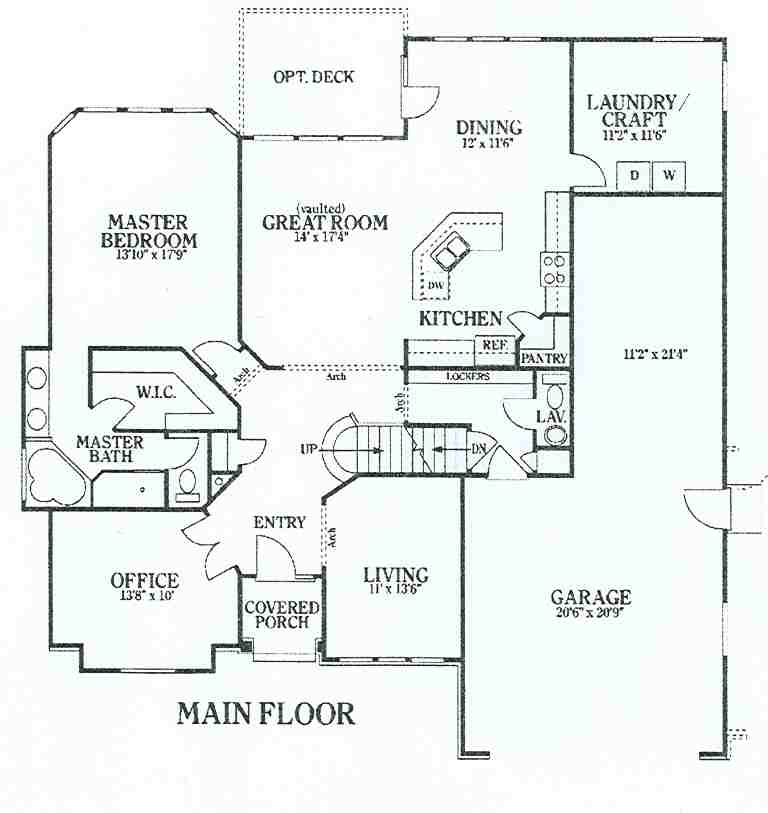 OPT. DECK
LAUNDRY/
CRAFT
11'2" x 11'6"
D
W
DINING
12' x 11'6"
(vaulted)
GREAT ROOM
14' x 17'4"
MASTER
BEDROOM
13'10" x 17'9"
DW
KITCHEN
REF.
PANTRY
11'2" x 21'4"
Arch
Arch
LOCKERS
Arch
W.I.C.
LAV.
MASTER
BATH
UP
DN
ENTRY
Arch
OFFICE
13'8" x 10'
LIVING
11' x 13'6"
COVERED
PORCH
GARAGE
20'6" x 20'9"
MAIN FLOOR